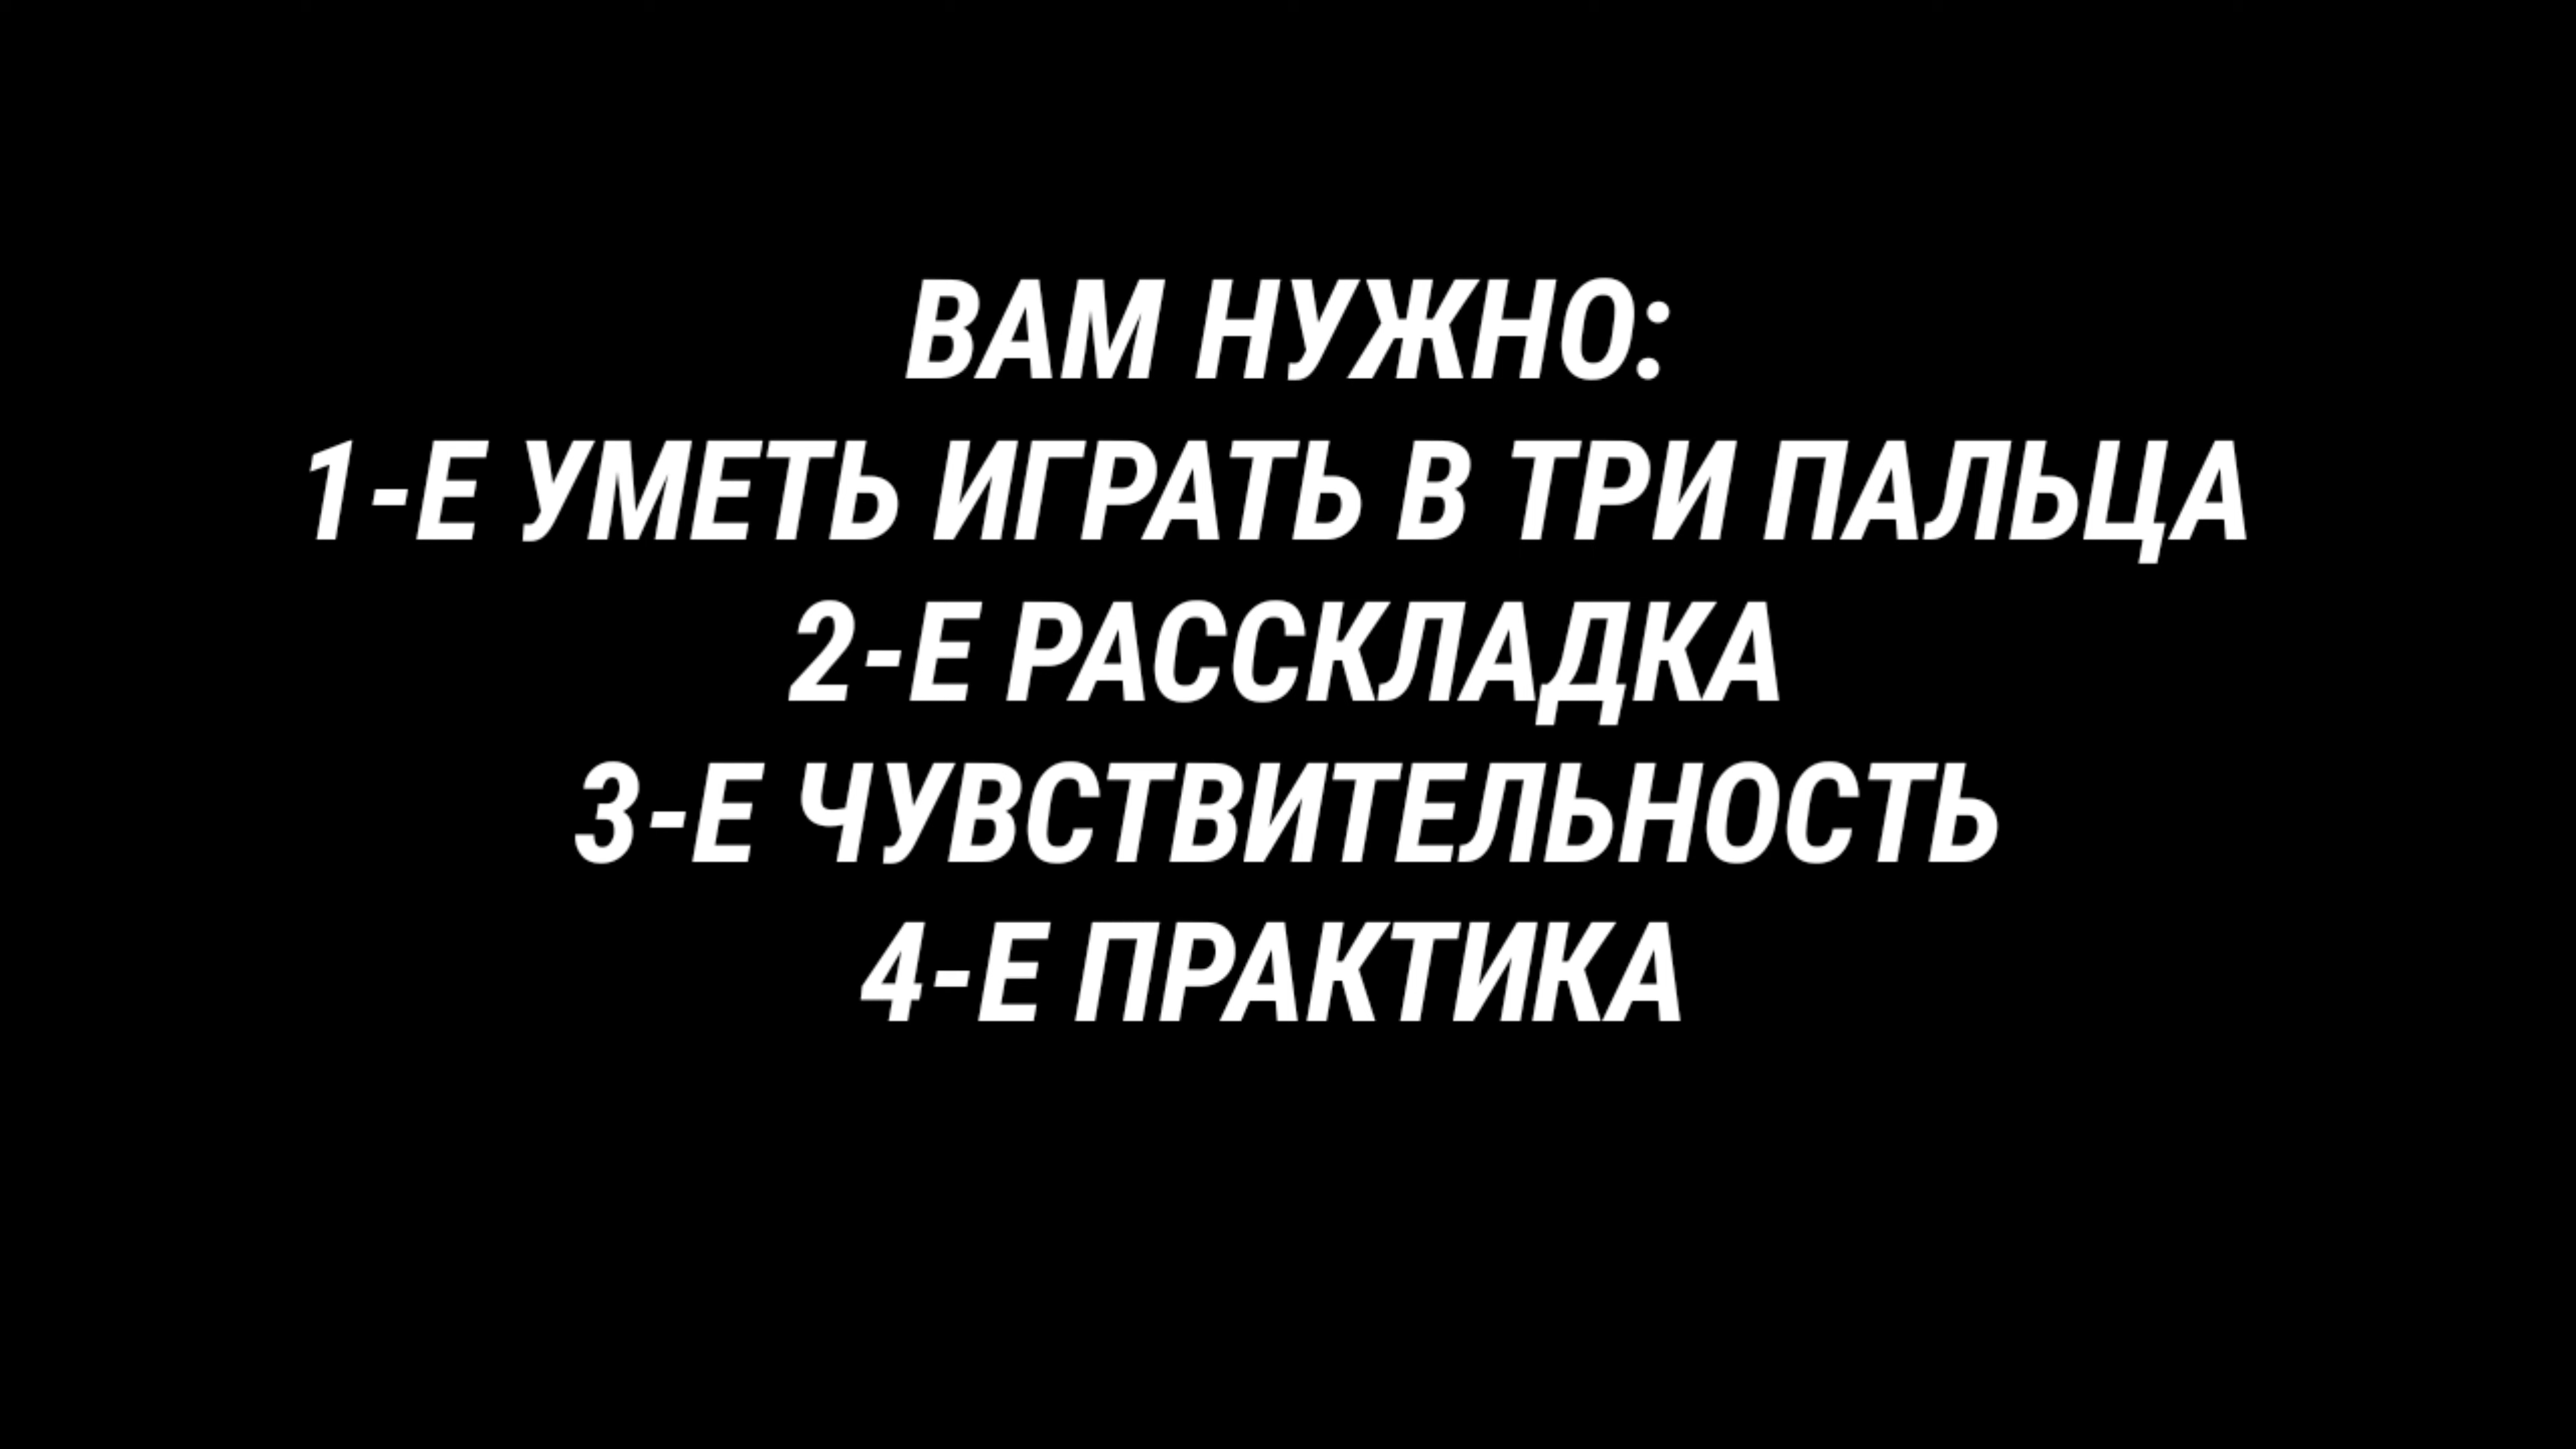 ВАМ НУЖНО:
1-Е УМЕТЬ ИГРАТЬ В ТРИ ПАЛЬЦА
2-Е РАССКЛАДКА
3-Е ЧУВСТВИТЕЛЬНОСТЬ
4-Е ПРАКТИКА